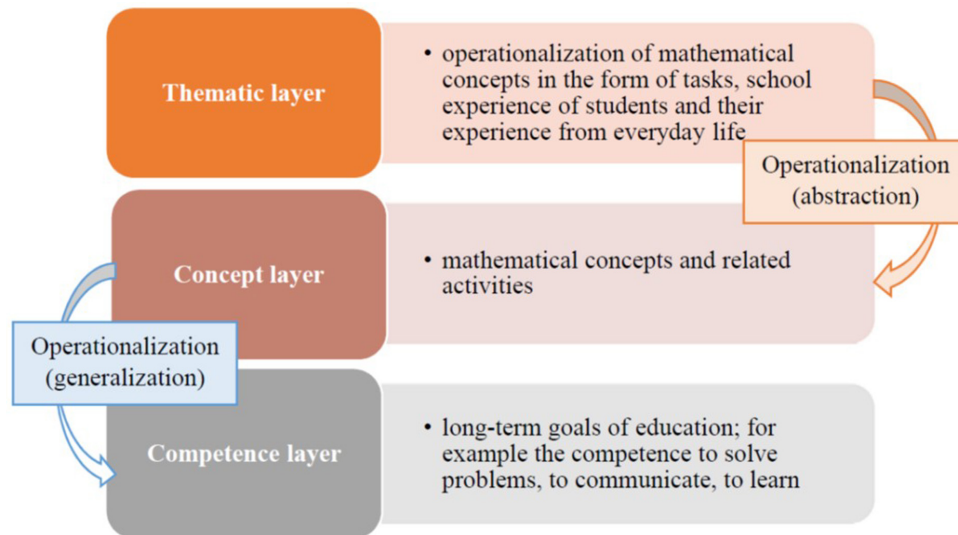 Thematic layer
• operationalization of mathematical
concepts in the form of tasks, school
experience of students and their
experience from everyday life
Operationalization
(abstraction)
Concept layer
• mathematical concepts and related
activities
Operationalization
(generalization)
Competence layer
• long-term goals of education; for
example the competence to solve
problems, to communicate, to learn